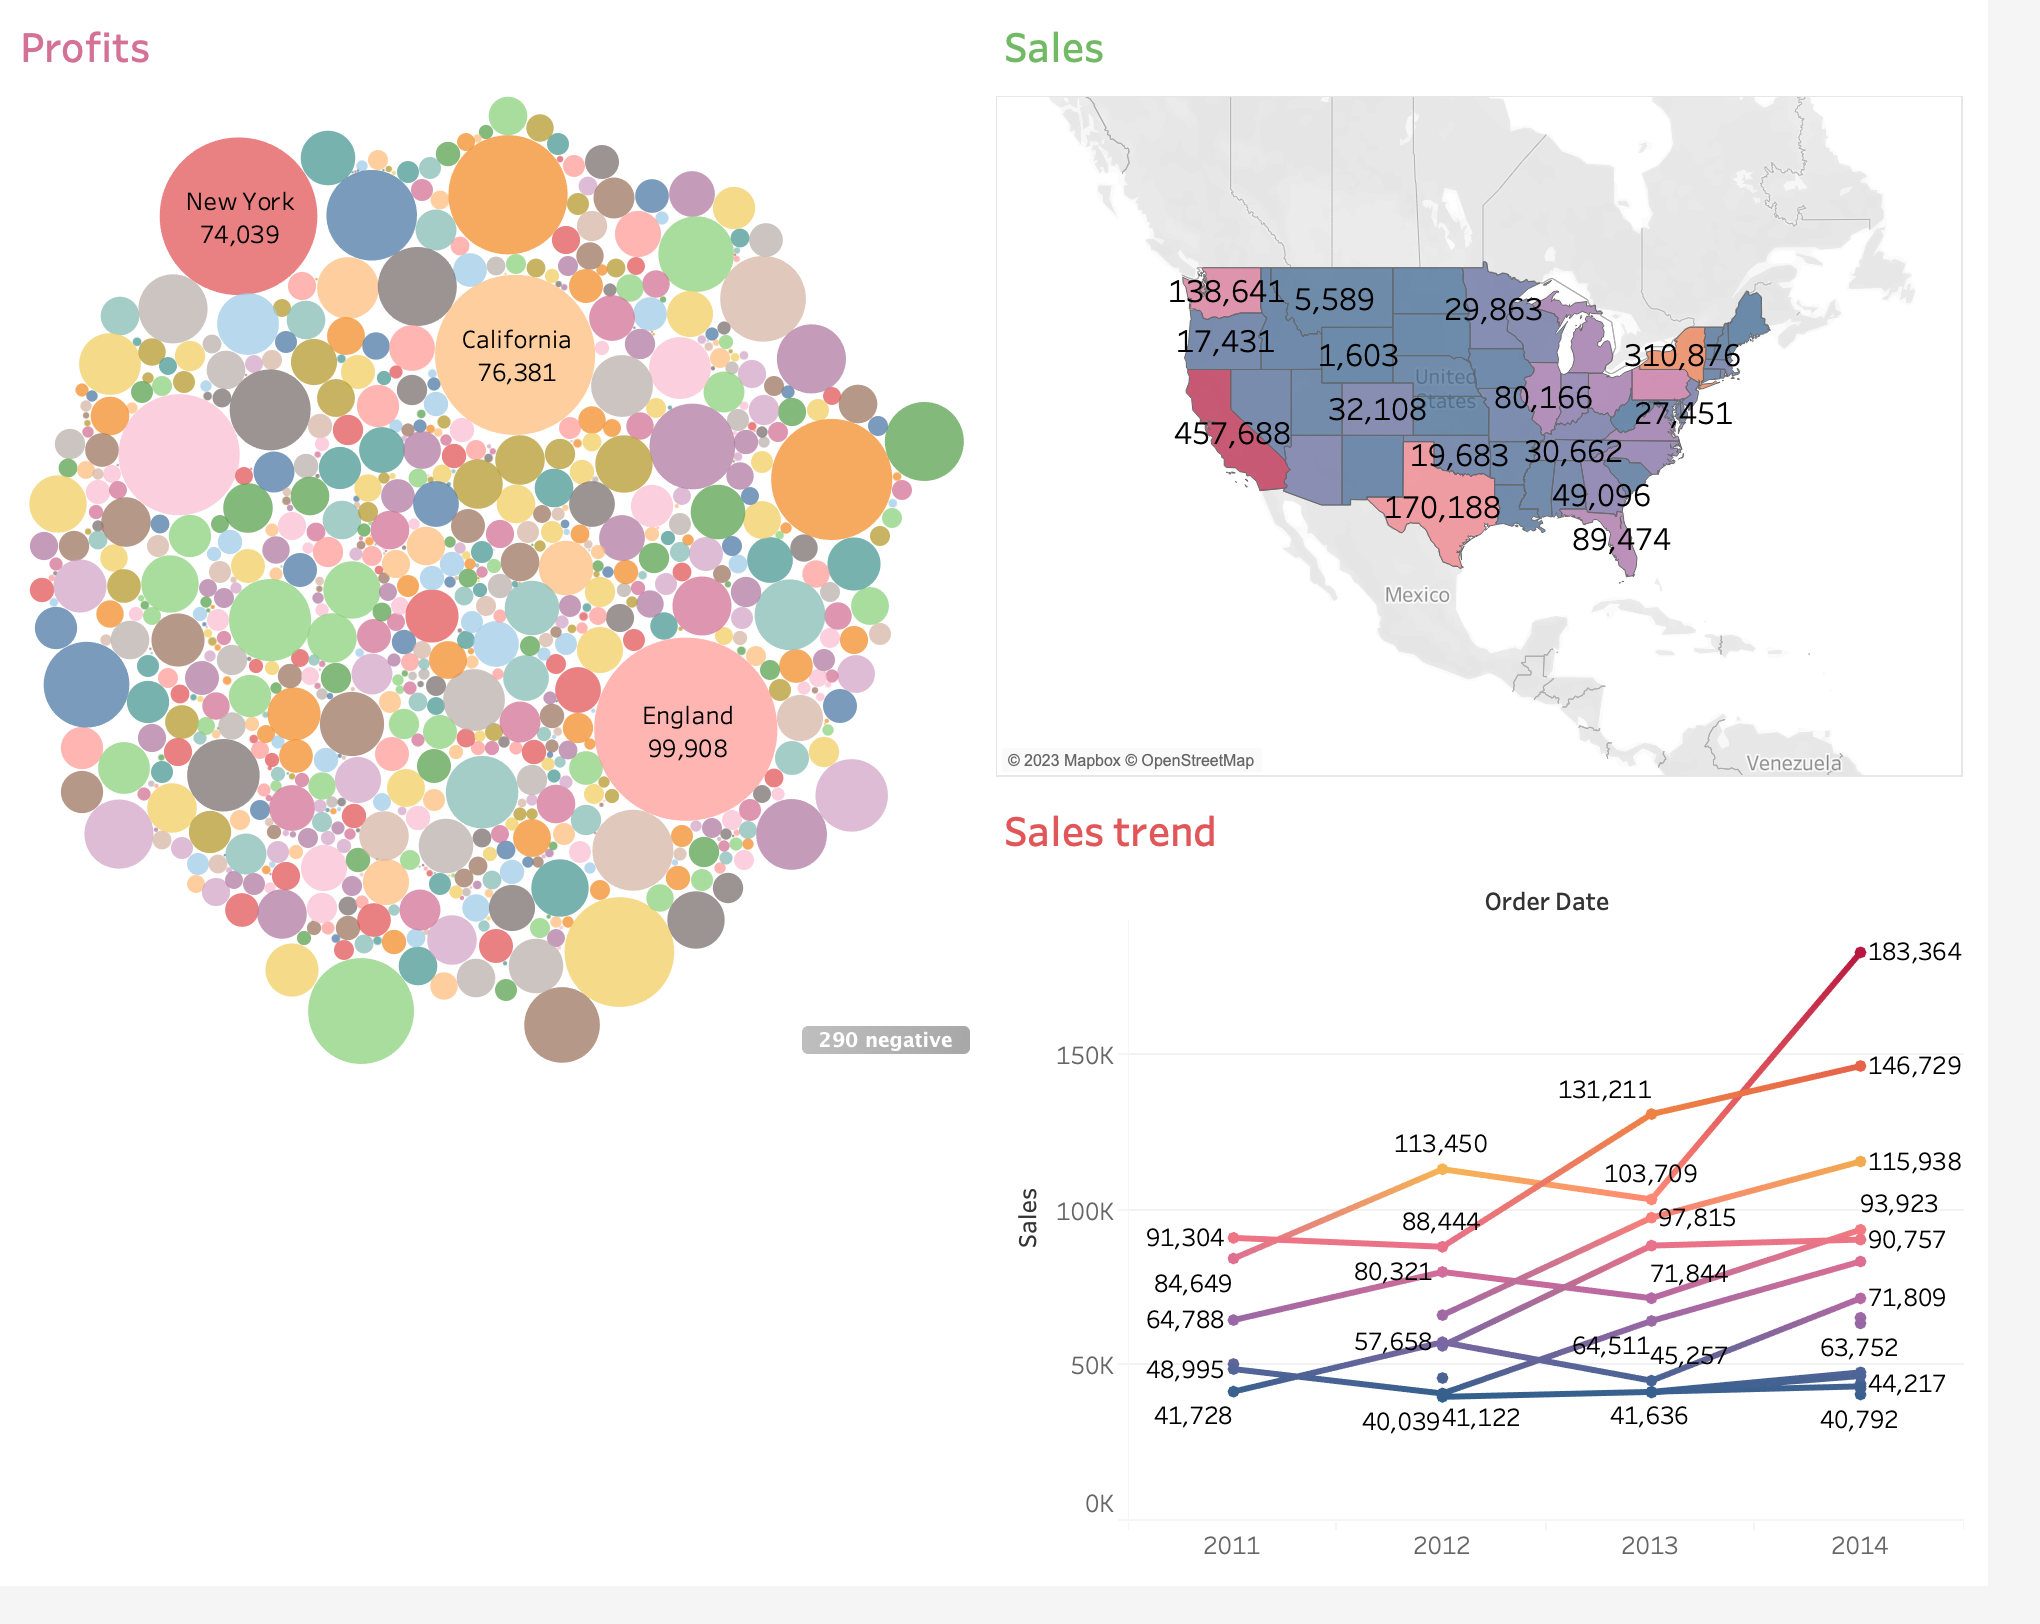 Profits
New York
74,039
California
76,381
England
99,908
290 negative
Sales
138,641
5,589
29,863
17,431
1,603
310,876
United
States
32,108
80,166
27,451
457,688
19,683
30,662
170,188
49,096
89,474
Mexico
Venezuela
© 2023 Mapbox © OpenStreetMap
Sales trend
Order Date
Sales
150K
100K
50K
0K
183,364
146,729
131,211
113,450
103,709
115,938
93,923
91,304
88,444
97,815
90,757
84,649
80,321
71,844
64,788
71,809
57,658
64,511
45,257
63,752
48,995
44,217
41,728
40,039
41,122
41,636
40,792
2011
2012
2013
2014